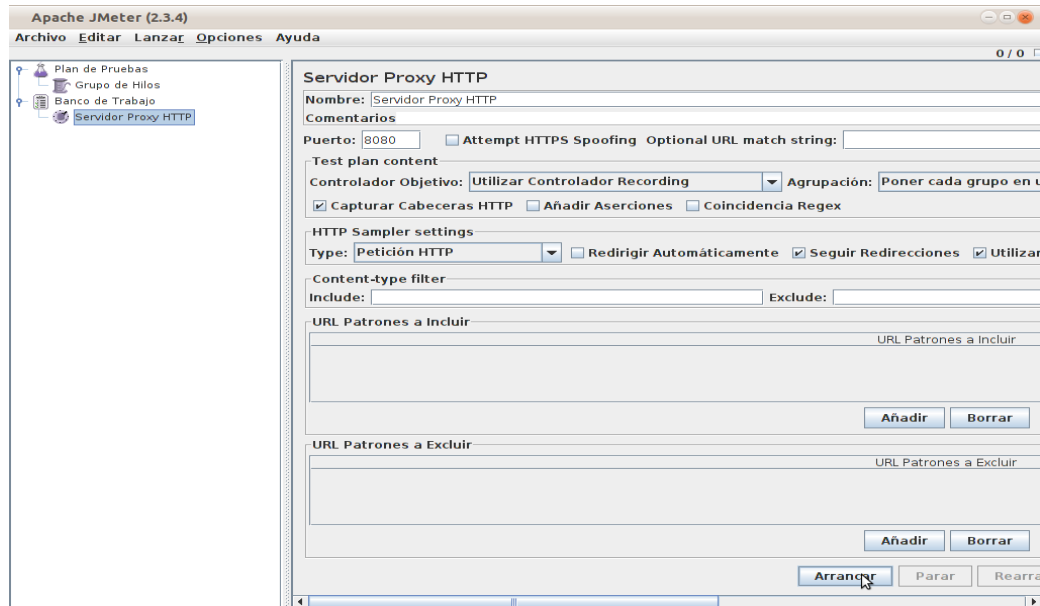 Apache JMeter (2.3.4)
Archivo Editar Lanzar Opciones Ayuda
0 / 0
Plan de Pruebas
Grupo de Hilos
Banco de Trabajo
Servidor Proxy HTTP
Servidor Proxy HTTP
Nombre: Servidor Proxy HTTP
Comentarios
Puerto: 8080 Attempt HTTPS Spoofing Optional URL match string:
Test plan content
Controlador Objetivo: Utilizar Controlador Recording Agrupación: Poner cada grupo en u
Capturar Cabeceras HTTP Añadir Aserciones Coincidencia Regex
HTTP Sampler settings
Type: Petición HTTP Redirigir Automáticamente Seguir Redirecciones Utilizar
Content-type filter
Include: Exclude:
URL Patrones a Incluir
URL Patrones a Incluir
Añadir Borrar
URL Patrones a Excluir
URL Patrones a Excluir
Añadir Borrar
Arrancar Parar Rearra